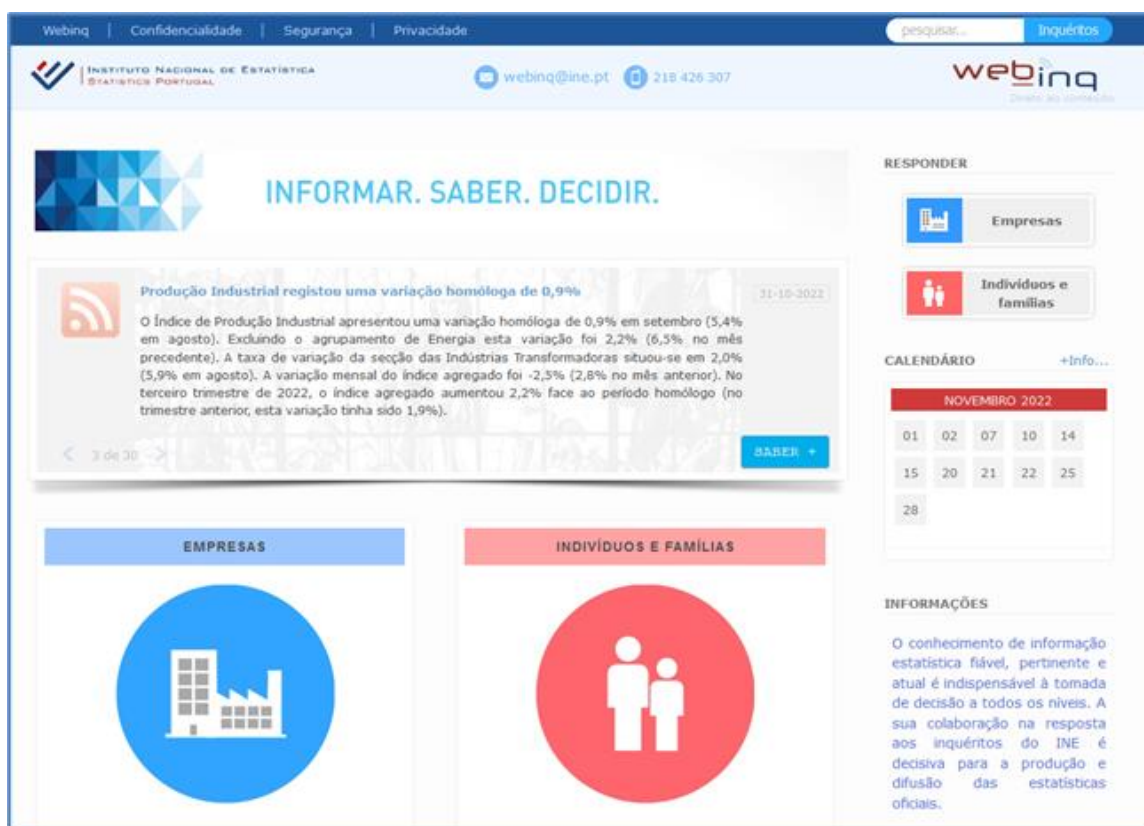 Webinq | Confidencialidade | Segurança | Privacidade
pesquisar... Inquéritos
INSTITUTO NACIONAL DE ESTATÍSTICA
STATISTICS PORTUGAL
webinq@ine.pt 218 426 307
webinq
Direto ao conteúdo
INFORMAR. SABER. DECIDIR.
Produção Industrial registou uma variação homóloga de 0,9%
31-10-2022
O Índice de Produção Industrial apresentou uma variação homóloga de 0,9% em setembro (5,4%
em agosto). Excluindo o agrupamento de Energia esta variação foi 2,2% (6,5% no mês
precedente). A taxa de variação da secção das Indústrias Transformadoras situou-se em 2,0%
(5,9% em agosto). A variação mensal do índice agregado foi -2,5% (2,8% no mês anterior). No
terceiro trimestre de 2022, o índice agregado aumentou 2,2% face ao período homólogo (no
trimestre anterior, esta variação tinha sido 1,9%).
< 3 de 30 >
SABER +
EMPRESAS
INDIVÍDUOS E FAMÍLIAS
RESPONDER
Empresas
Indivíduos e
famílias
CALENDÁRIO +Info...
NOVEMBRO 2022
01 02 07 10 14
15 20 21 22 25
28
INFORMAÇÕES
O conhecimento de informação
estatística fiável, pertinente e
atual é indispensável à tomada
de decisão a todos os níveis. A
sua colaboração na resposta
aos inquéritos do INE é
decisiva para a produção e
difusão das estatísticas
oficiais.